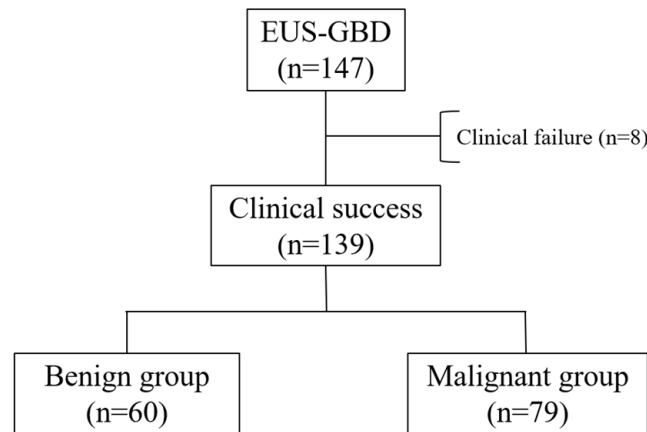 EUS-GBD
(n=147)
Clinical failure (n=8)
Clinical success
(n=139)
Benign group
(n=60)
Malignant group
(n=79)